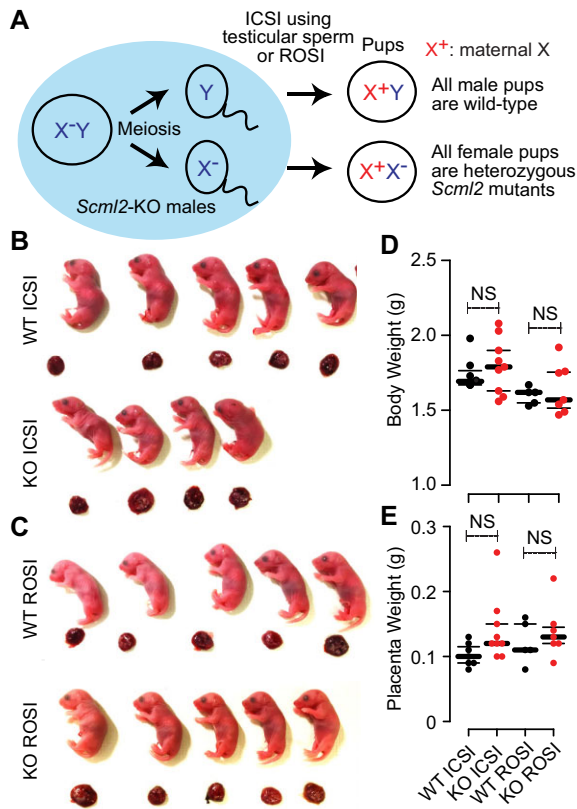 A
ICSI using
testicular sperm
or ROSI
Pups
X+: maternal X
X-Y
Meiosis
Y
X-
X+Y
X+X-
All male pups
are wild-type
All female pups
are heterozygous
Scml2 mutants
Scml2-KO males
B
WT ICSI
KO ICSI
C
WT ROSI
KO ROSI
D
Body Weight (g)
2.5
2.0
1.5
1.0
NS
NS
E
Placenta Weight (g)
0.3
0.2
0.1
0
NS
NS
WT ICSI
KO ICSI
WT ROSI
KO ROSI